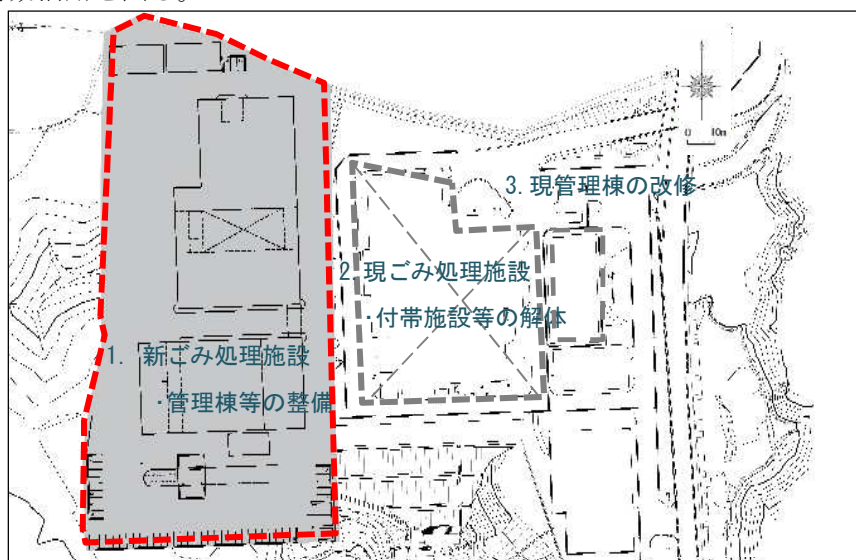 3. 現管理棟の改修
0 10m
2. 現ごみ処理施設
・付帯施設等の解体
1. 新ごみ処理施設
・管理棟等の整備